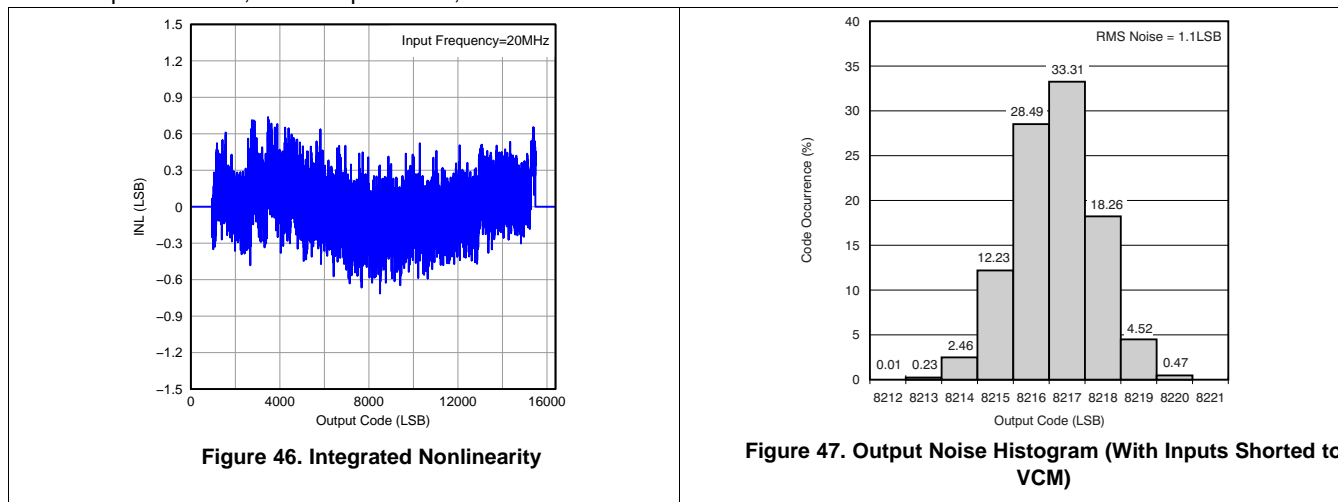 1.5
1.2
0.9
0.6
0.3
0
−0.3
−0.6
−0.9
−1.2
−1.5
INL (LSB)
Input Frequency=20MHz
0 4000 8000 12000 16000
Output Code (LSB)
Figure 46. Integrated Nonlinearity
40
35
30
25
20
15
10
5
0
Code Occurrence (%)
RMS Noise = 1.1LSB
0.01 0.23 2.46 12.23 28.49 33.31 18.26 4.52 0.47
8212 8213 8214 8215 8216 8217 8218 8219 8220 8221
Output Code (LSB)
Figure 47. Output Noise Histogram (With Inputs Shorted to
VCM)